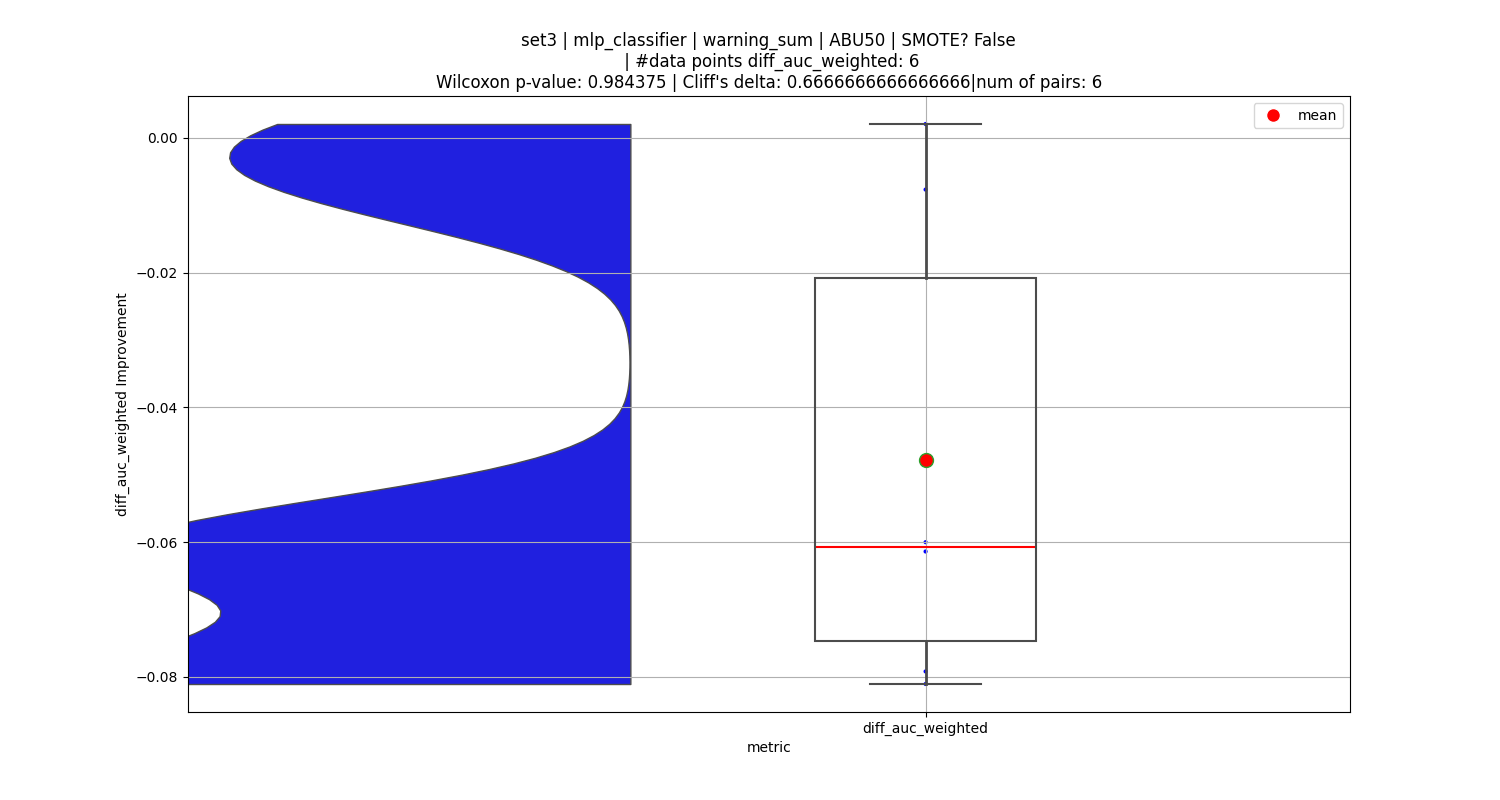 set3 | mlp_classifier | warning_sum | ABU50 | SMOTE? False
| #data points diff_auc_weighted: 6
Wilcoxon p-value: 0.984375 | Cliff's delta: 0.6666666666666666|num of pairs: 6
mean
0.00
−0.02
−0.04
−0.06
−0.08
diff_auc_weighted Improvement
diff_auc_weighted
metric